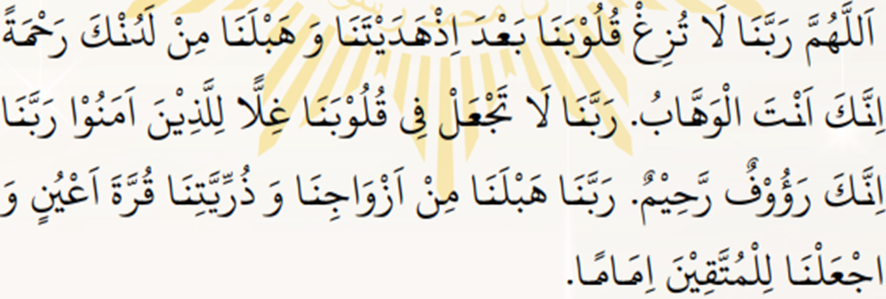 اَللّٰهُمَّ رَبَّنَا لَا تُزِغْ قُلُوْبَنَا بَعْدَ اِذْهَدَيْتَنَا وَ هَبْلَنَا مِنْ لَدُنْكَ رَحْمَةً
اِنَّكَ اَنْتَ الْوَهَّابُ. رَبَّنَا لَا تَجْعَلْ فِى قُلُوْبَنَا غِلًّا لِلَّذِيْنَ اَمَنُوْا رَبَّنَا
اِنَّكَ رَؤُوْفٌ رَّحِيْمٌ. رَبَّنَا هَبْلَنَا مِنْ اَزْوَاجِنَا وَ ذُرِّيَّتِنَا قُرَّةَ اَعْيُنٍ وَ
اجْعَلْنَا لِلْمُتَّقِيْنَ اِمَامًا.